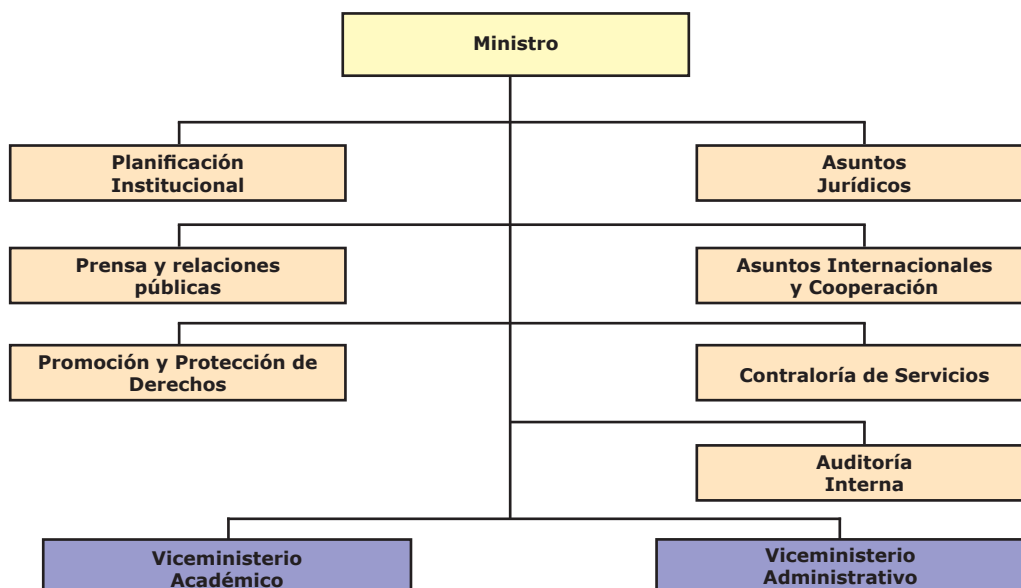 Ministro
Planificación
Institucional
Asuntos
Jurídicos
Prensa y relaciones
públicas
Asuntos Internacionales
y Cooperación
Promoción y Protección de
Derechos
Contraloría de Servicios
Auditoría
Interna
Viceministerio
Académico
Viceministerio
Administrativo